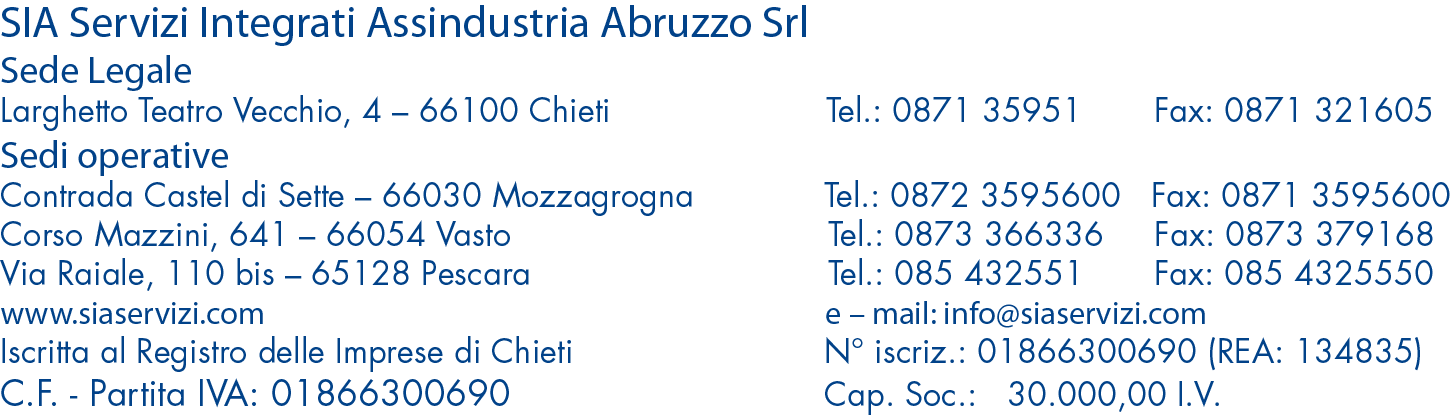 SIA Servizi Integrati Assindustria Abruzzo Srl
Sede Legale
Larghetto Teatro Vecchio, 4 – 66100 Chieti Tel.: 0871 35951 Fax: 0871 321605
Sedi operative
Contrada Castel di Sette – 66030 Mozzagrogna Tel.: 0872 3595600 Fax: 0871 3595600
Corso Mazzini, 641 – 66054 Vasto Tel.: 0873 366336 Fax: 0873 379168
Via Raiale, 110 bis – 65128 Pescara Tel.: 085 432551 Fax: 085 4325550
www.siaservizi.com e – mail: info@siaservizi.com
Iscritta al Registro delle Imprese di Chieti N° iscriz.: 01866300690 (REA: 134835)
C.F. - Partita IVA: 01866300690 Cap. Soc.: 30.000,00 I.V.